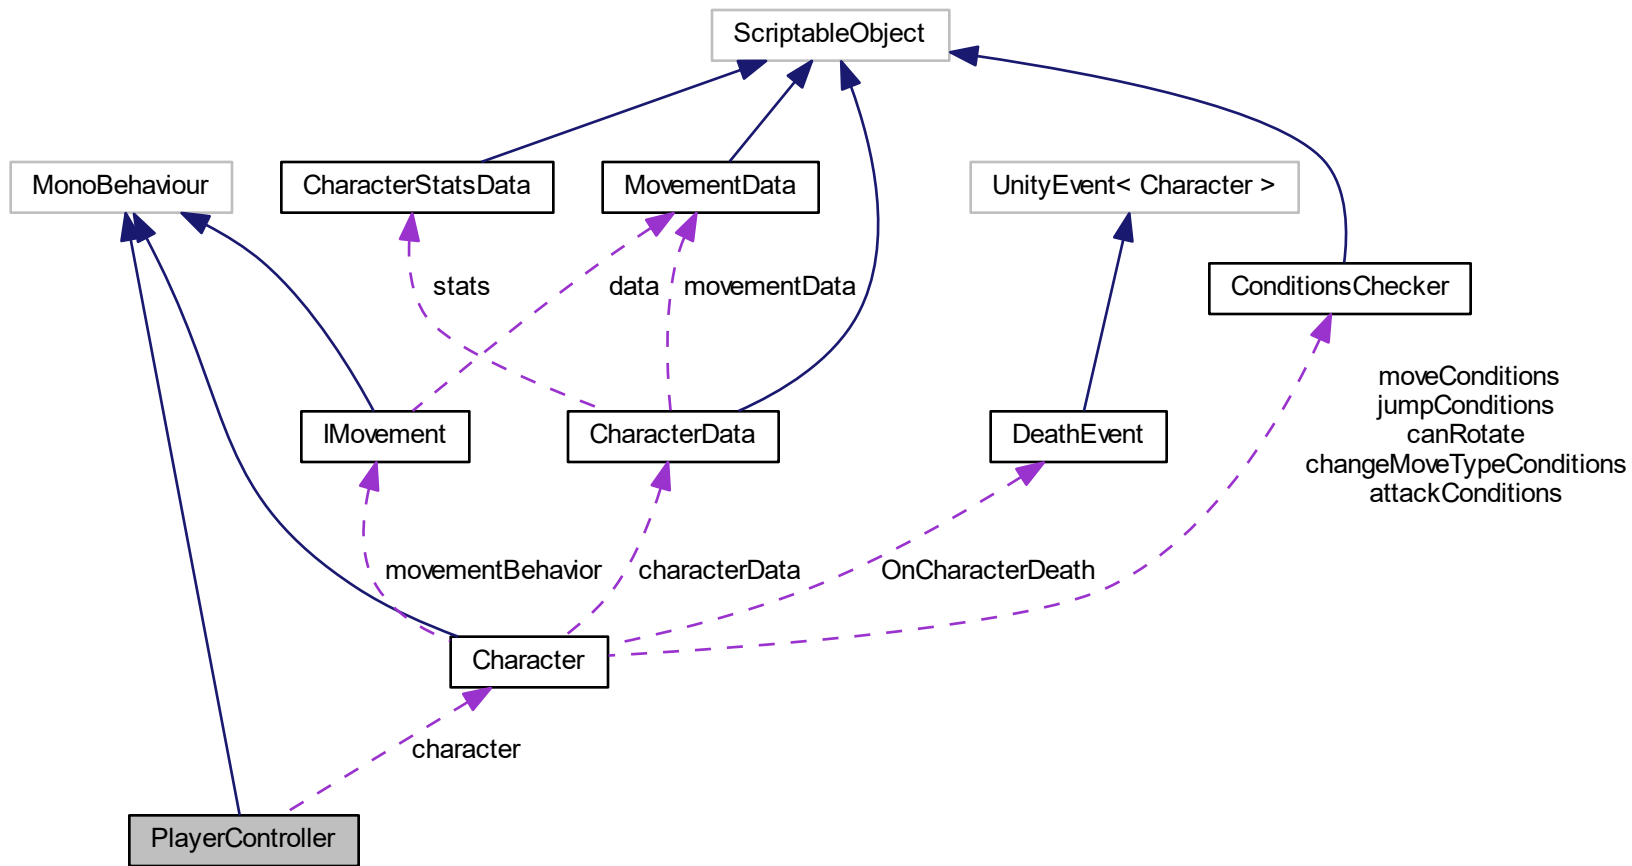 ScriptableObject
MonoBehaviour
CharacterStatsData
MovementData
UnityEvent< Character >
stats
data
movementData
ConditionsChecker
moveConditions
jumpConditions
canRotate
changeMoveTypeConditions
attackConditions
IMovement
CharacterData
DeathEvent
movementBehavior
characterData
OnCharacterDeath
Character
character
PlayerController